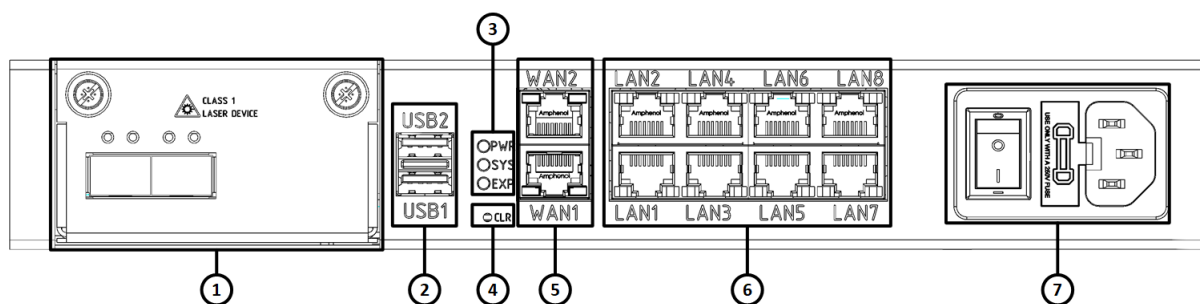 3
WAN2
LAN2 LAN4 LAN6 LAN8
CLASS 1
LASER DEVICE
USB2
PWR
SYS
EXP
Amphenol
Amphenol Amphenol Amphenol Amphenol
Amphenol
USE ONLY WITH A 250V FUSE
O
I
USB1
CLR
WAN1
LAN1 LAN3 LAN5 LAN7
1 2 4 5 6 7